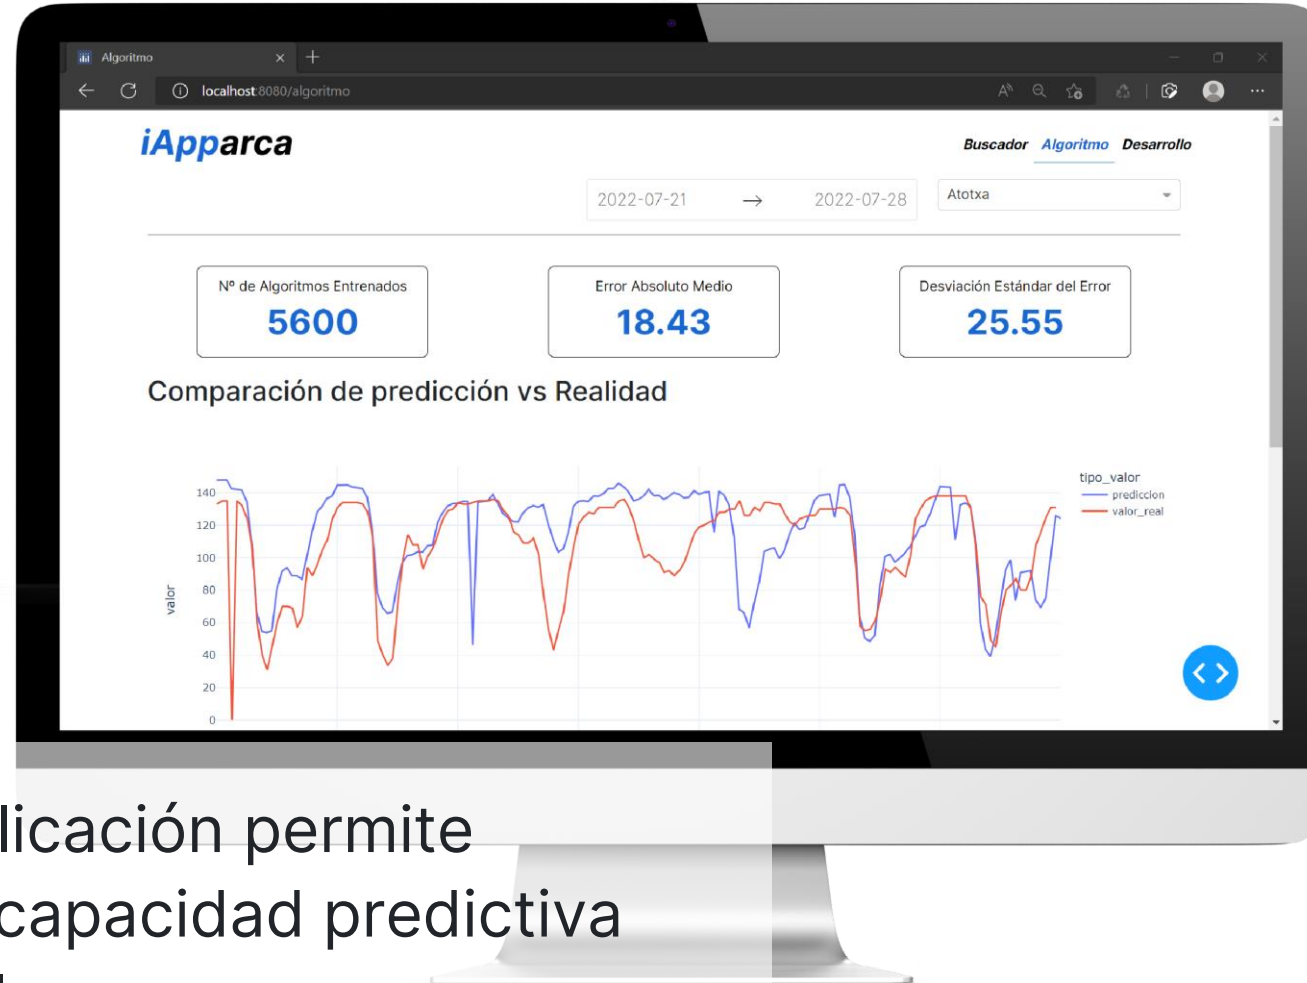 Algoritmo
localhost:8080/algoritmo
iApparca
Buscador Algoritmo Desarrollo
2022-07-21 → 2022-07-28
Atotxa
Nº de Algoritmos Entrenados
5600
Error Absoluto Medio
18.43
Desviación Estándar del Error
25.55
Comparación de predicción vs Realidad
tipo_valor
prediccion
valor_real
valor
140
120
100
80
60
40
20
0
licación permite
capacidad predictiva